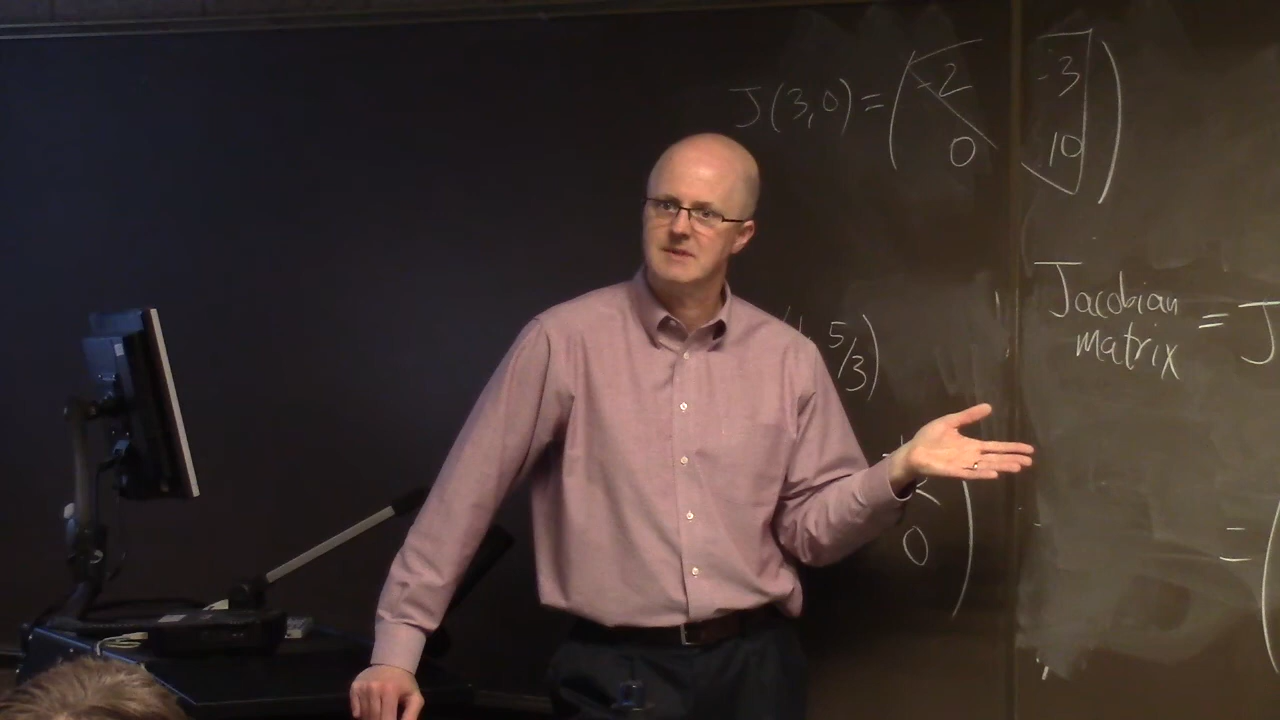 J(3,0) = ( -2 -3
0 10 )
5/3)
Jacobian
matrix = J
0 )
= (